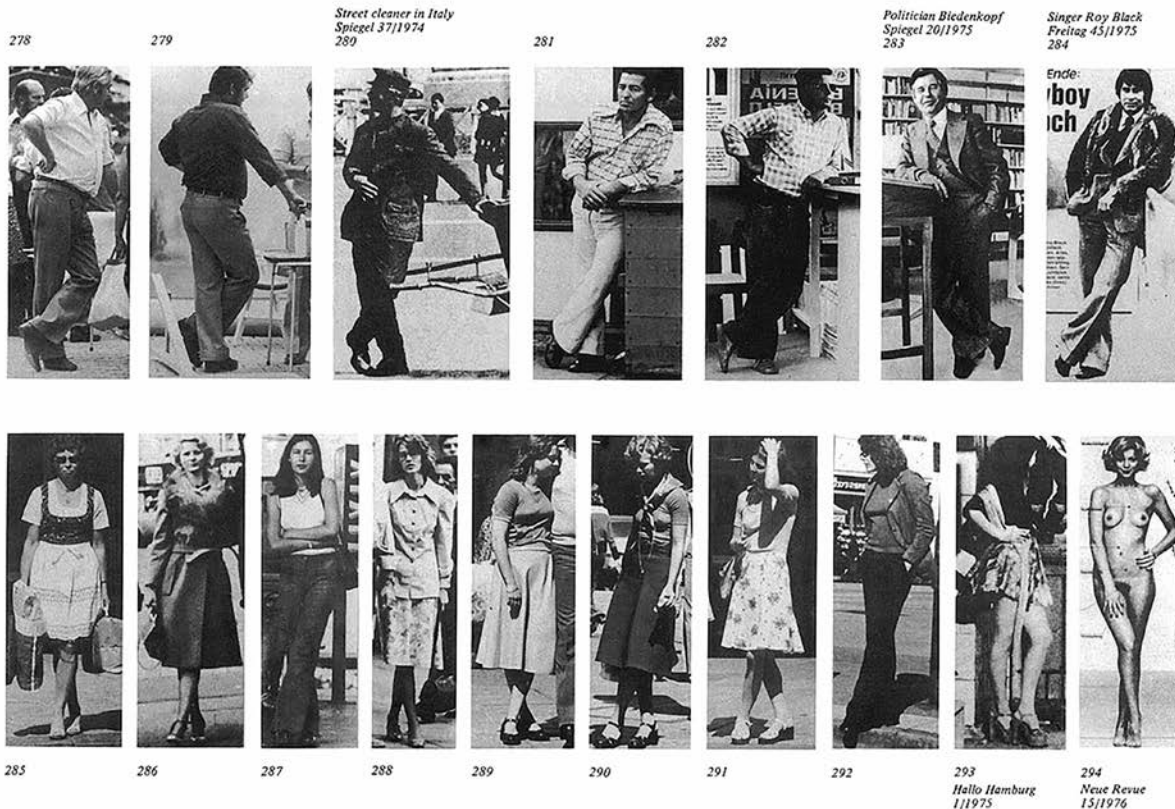 278
279
Street cleaner in Italy
Spiegel 37/1974
280
281
282
Politician Biedenkopf
Spiegel 20/1975
283
Singer Roy Black
Freitag 45/1975
284
ENIA
Ende:
285
286
287
288
289
290
291
292
293
Hallo Hamburg
1/1975
294
Neue Revue
15/1976